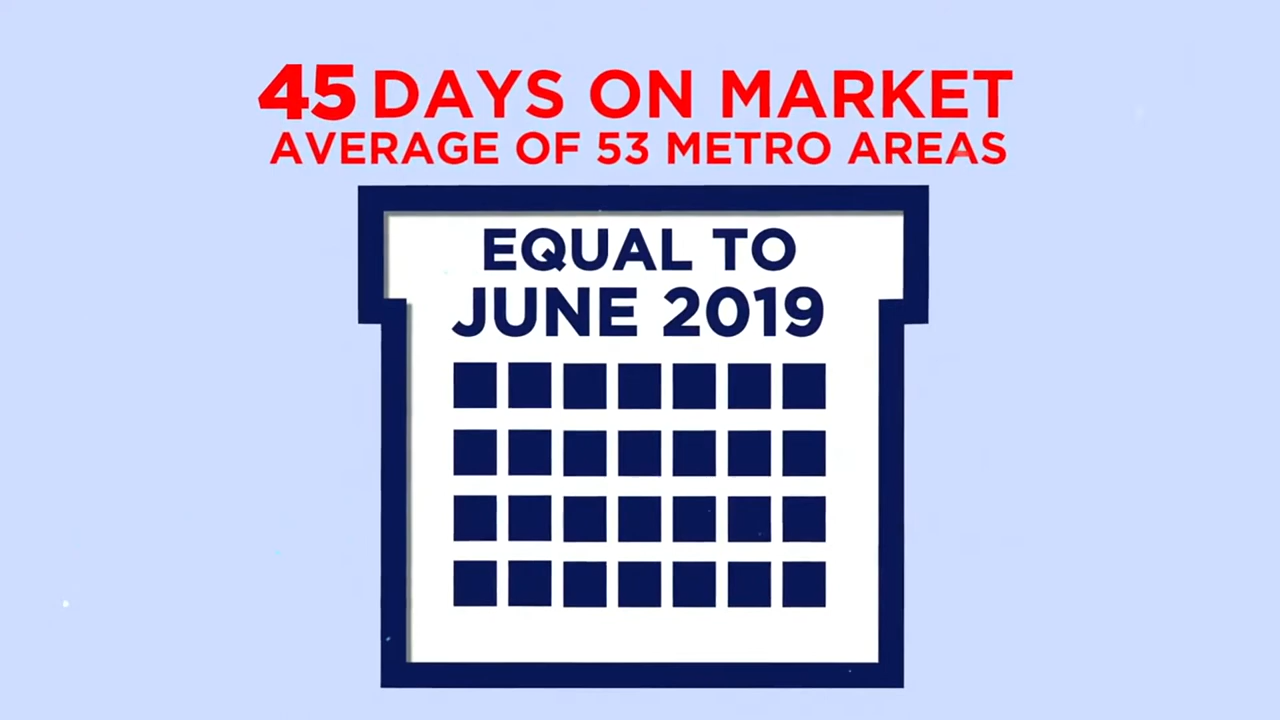 45 DAYS ON MARKET
AVERAGE OF 53 METRO AREAS
EQUAL TO
JUNE 2019